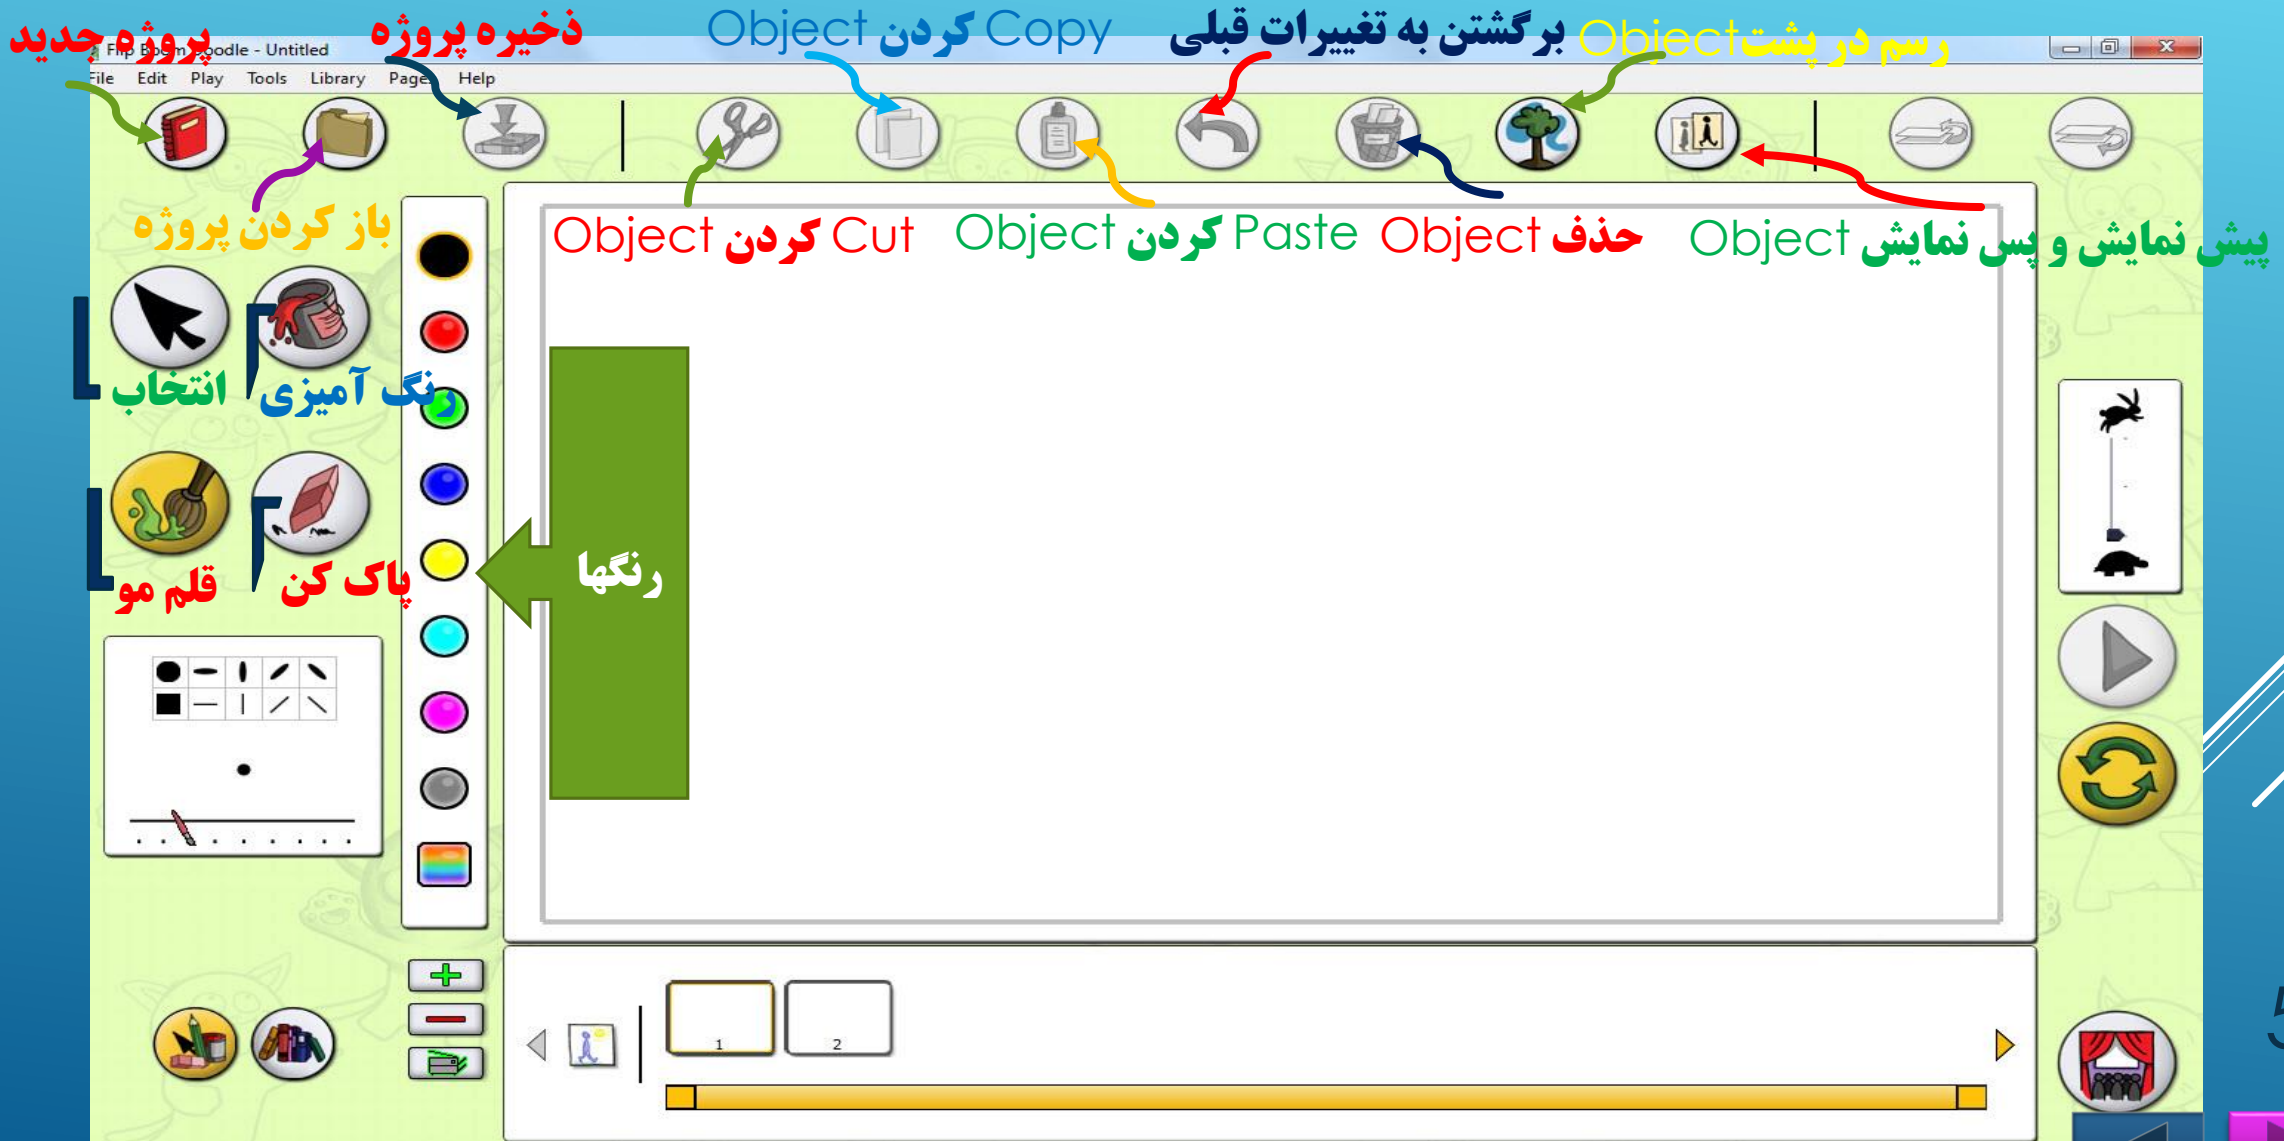 پروژه جدید
ذخیره پروژه
Copy کردن Object
برگشتن به تغییرات قبلی
رسم در پشت Object
Flip Boom Doodle - Untitled
File Edit Play Tools Library Pages Help
باز کردن پروژه
Cut کردن Object
Paste کردن Object
حذف Object
پیش نمایش و پس نمایش Object
انتخاب
رنگ آمیزی
رنگها
قلم مو
پاک کن
1
2
5